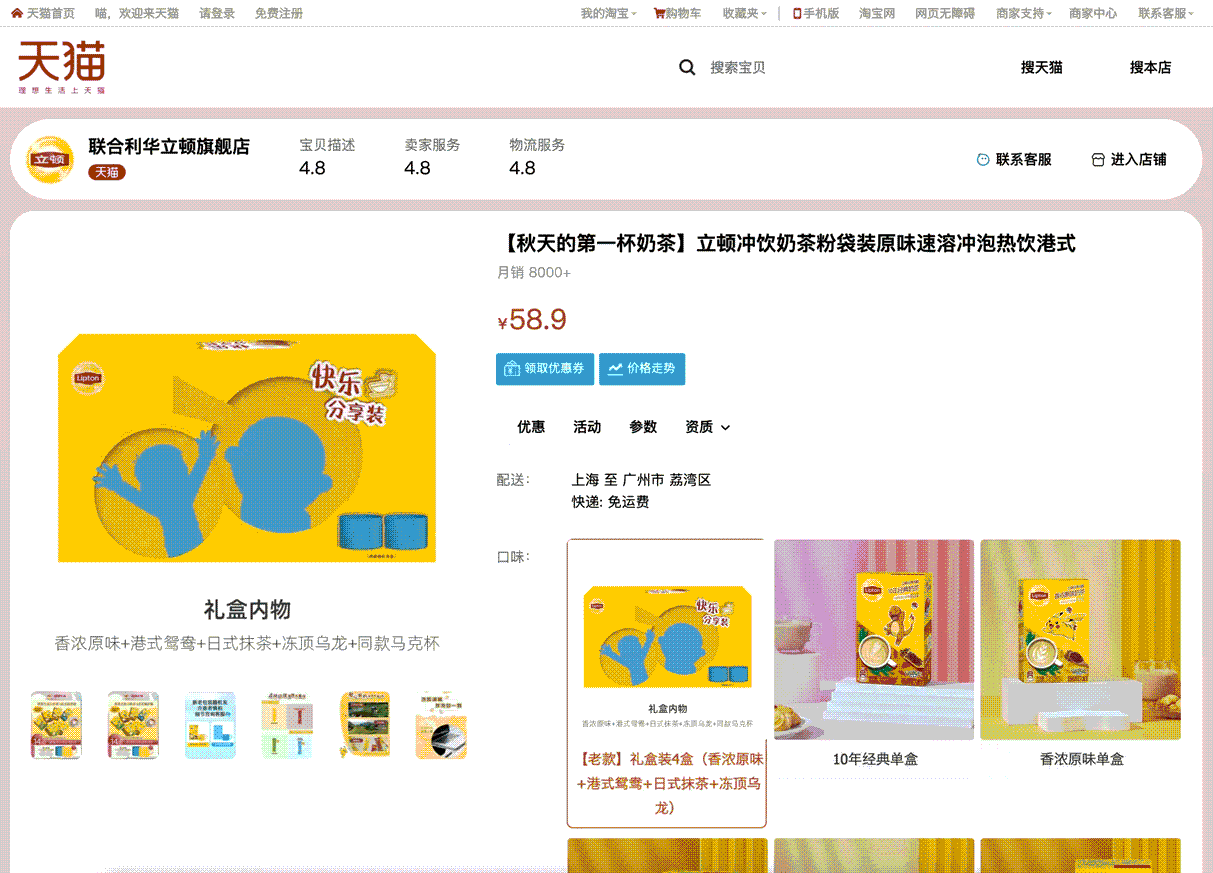 天猫首页 喵，欢迎来天猫 请登录 免费注册 我的淘宝 购物车 收藏夹 手机版 淘宝网 网页无障碍 商家支持 商家中心 联系客服
天猫
理想生活上天猫
搜索宝贝 搜天猫 搜本店
立顿
联合利华立顿旗舰店
天猫
宝贝描述 卖家服务 物流服务
4.8 4.8 4.8
联系客服 进入店铺
【秋天的第一杯奶茶】立顿冲饮奶茶粉袋装原味速溶冲泡热饮港式
月销 8000+
¥58.9
领取优惠券 价格走势
优惠 活动 参数 资质
配送： 上海 至 广州市 荔湾区
快递: 免运费
口味：
Lipton
快乐
分享装
礼盒内物
香浓原味+港式鸳鸯+日式抹茶+冻顶乌龙+同款马克杯
Lipton
快乐
分享装
礼盒内物
香浓原味+港式鸳鸯+日式抹茶+冻顶乌龙+同款马克杯
【老款】礼盒装4盒（香浓原味
+港式鸳鸯+日式抹茶+冻顶乌
龙）
Lipton
10年经典单盒
Lipton
香浓原味单盒